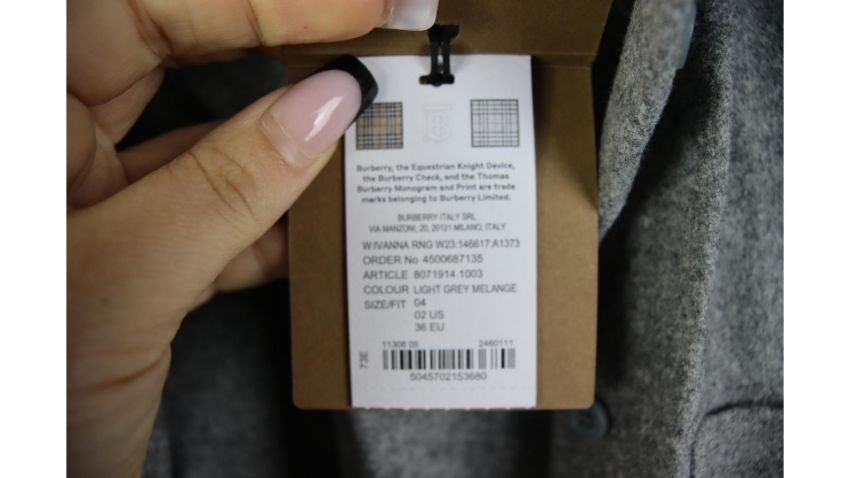 Burberry, the Equestrian Knight Device,
the Burberry Check, and the Thomas
Burberry Monogram and Print are trade
marks belonging to Burberry Limited.
BURBERRY ITALY SRL
VIA MANZONI, 20, 20121 MILANO, ITALY
W:IVANNA RNG W23:146617:A1373
ORDER No 4500687135
ARTICLE 8071914 1003
COLOUR LIGHT GREY MELANGE
SIZE/FIT 04
02 US
36 EU
11308 05 2460111
73E
5045702153680